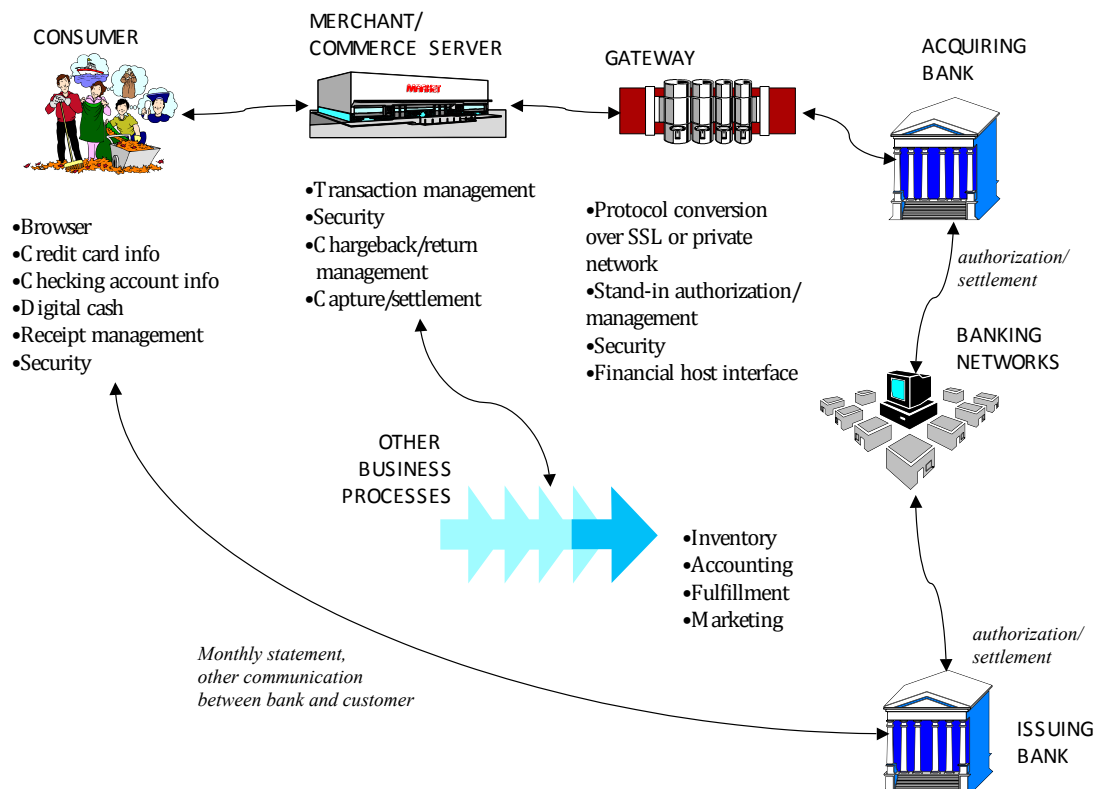 CONSUMER
MERCHANT/
COMMERCE SERVER
GATEWAY
ACQUIRING
BANK
•Browser
•Credit card info
•Checking account info
•Digital cash
•Receipt management
•Security
•Transaction management
•Security
•Chargeback/return
management
•Capture/settlement
•Protocol conversion
over SSL or private
network
•Stand-in authorization/
management
•Security
•Financial host interface
authorization/
settlement
BANKING
NETWORKS
OTHER
BUSINESS
PROCESSES
•Inventory
•Accounting
•Fulfillment
•Marketing
Monthly statement,
other communication
between bank and customer
authorization/
settlement
ISSUING
BANK